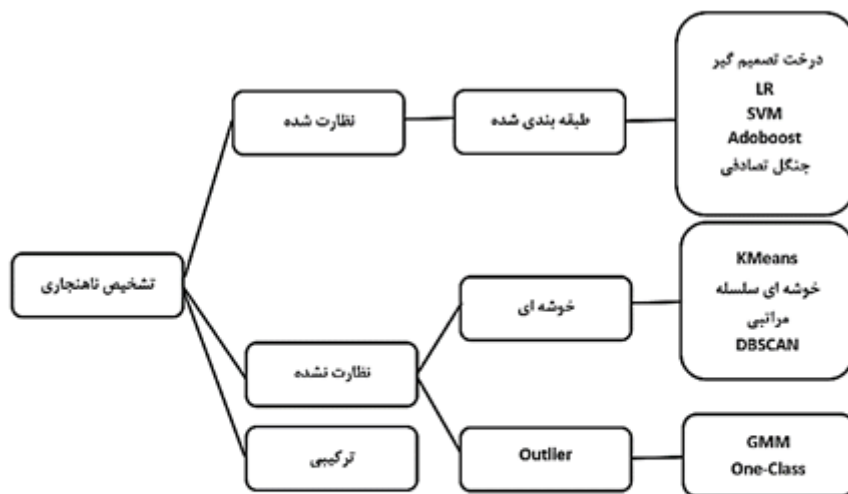 درخت تصمیم گیر
LR
SVM
Adoboost
جنگل تصادفی
طبقه بندی شده
نظارت شده
تشخیص ناهنجاری
KMeans
خوشه ای سلسله
مراتبی
DBSCAN
خوشه ای
نظارت نشده
ترکیبی
Outlier
GMM
One-Class